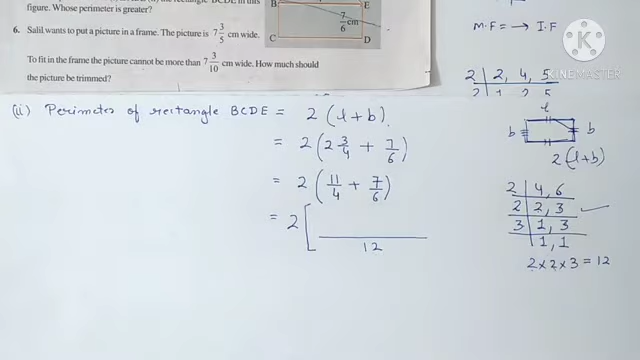 figure. Whose perimeter is greater?
B E
7/6 cm
C D
6. Salil wants to put a picture in a frame. The picture is 7 3/5 cm wide.
To fit in the frame the picture cannot be more than 7 3/10 cm wide. How much should
the picture be trimmed?
(ii) Perimeter of rectangle BCDE = 2 (l+b).
= 2 (2 3/4 + 7/6)
= 2 (11/4 + 7/6)
= 2 [
12
M.F = → I.F
K
KINEMASTER
2 | 2, 4, 5
l
b b
2 (l+b)
2 | 4, 6
2 | 2, 3
3 | 1, 3
1, 1
2 × 2 × 3 = 12